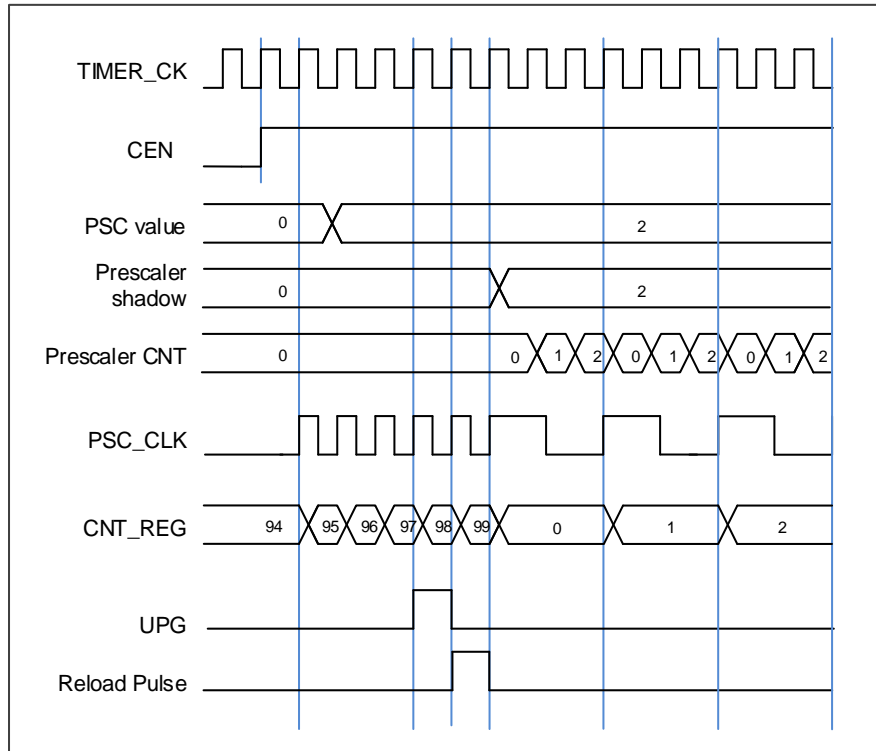 TIMER_CK
CEN
PSC value 0 2
Prescaler
shadow 0 2
Prescaler CNT 0 0 1 2 0 1 2 0 1 2
PSC_CLK
CNT_REG 94 95 96 97 98 99 0 1 2
UPG
Reload Pulse